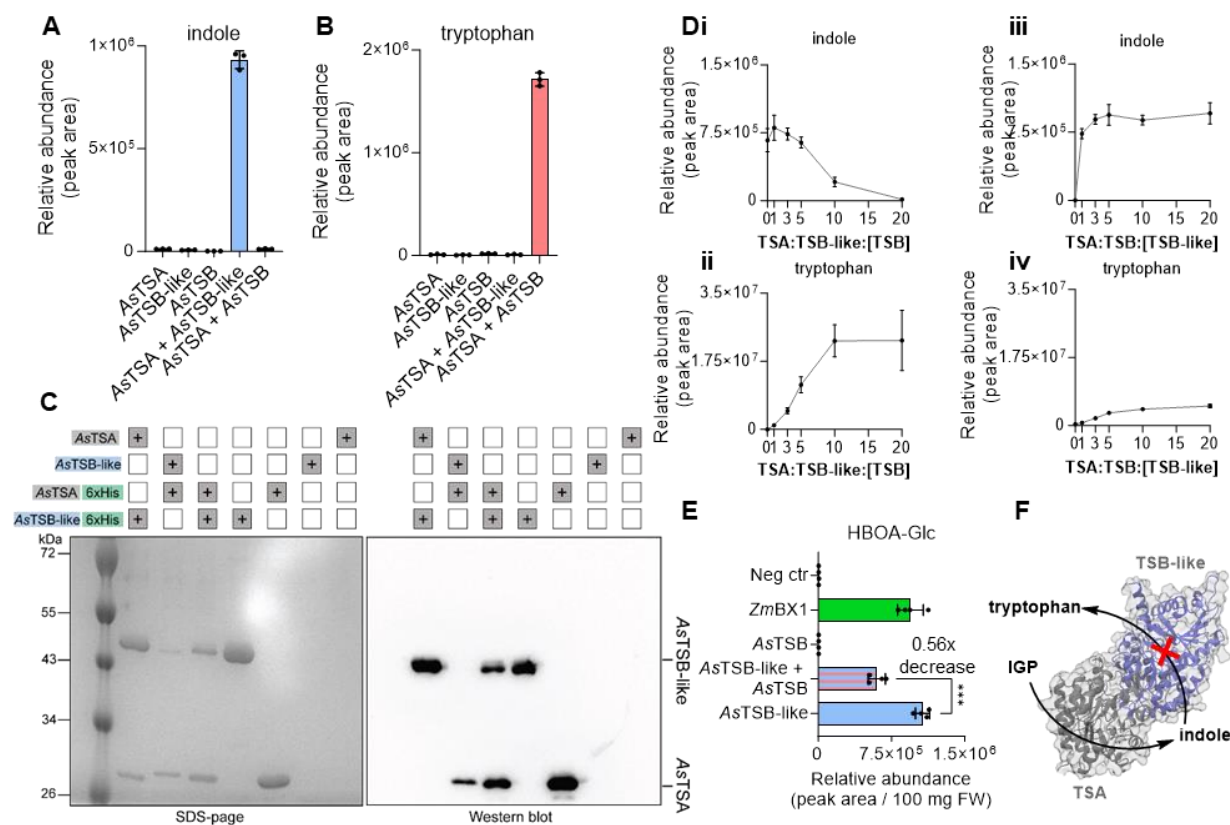 A
indole
Relative abundance
(peak area)
1×10⁶
5×10⁵
0
AsTSA
AsTSB-like
AsTSB
AsTSA + AsTSB-like
AsTSA + AsTSB
B
tryptophan
Relative abundance
(peak area)
2×10⁶
1×10⁶
0
AsTSA
AsTSB-like
AsTSB
AsTSA + AsTSB-like
AsTSA + AsTSB
C
AsTSA + + +
AsTSB-like + + + +
AsTSA 6xHis + + + + + +
AsTSB-like 6xHis + + + + + +
kDa
72
55
43
34
26
SDS-page
Western blot
AsTSB-like
AsTSA
Di
indole
Relative abundance
(peak area)
1.5×10⁶
7.5×10⁵
0
01 3 5 10 15 20
TSA:TSB-like:[TSB]
ii
tryptophan
Relative abundance
(peak area)
3.5×10⁷
1.75×10⁷
0
01 3 5 10 15 20
TSA:TSB-like:[TSB]
iii
indole
Relative abundance
(peak area)
1.5×10⁶
7.5×10⁵
0
01 3 5 10 15 20
TSA:TSB:[TSB-like]
iv
tryptophan
Relative abundance
(peak area)
3.5×10⁷
1.75×10⁷
0
01 3 5 10 15 20
TSA:TSB:[TSB-like]
E
HBOA-Glc
Neg ctr
ZmBX1
AsTSB
AsTSB-like +
AsTSB
AsTSB-like
0.56x
decrease
***
0 7.5×10⁵ 1.5×10⁶
Relative abundance
(peak area / 100 mg FW)
F
TSB-like
tryptophan
IGP
indole
TSA